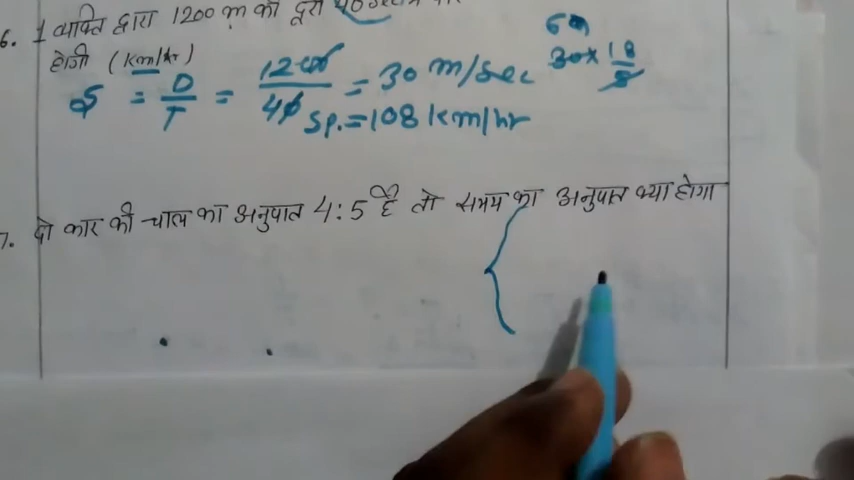 6. 1 व्यक्ति द्वारा 1200 m की दूरी 40
होगी (km/hr)
S = D/T = 1200/40 = 30 m/sec 30 × 18/5
Sp. = 108 km/hr
7. दो कार की चाल का अनुपात 4:5 है तो समय का अनुपात क्या होगा